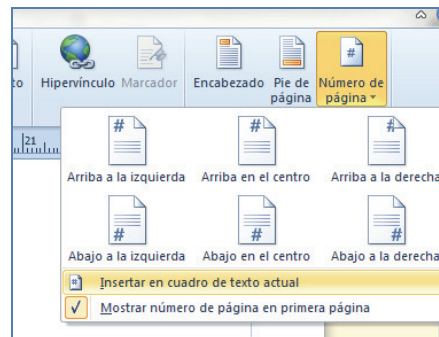 to Hipervínculo Marcador Encabezado Pie de página Número de página
21
Arriba a la izquierda Arriba en el centro Arriba a la derecha
Abajo a la izquierda Abajo en el centro Abajo a la derecha
Insertar en cuadro de texto actual
Mostrar número de página en primera página